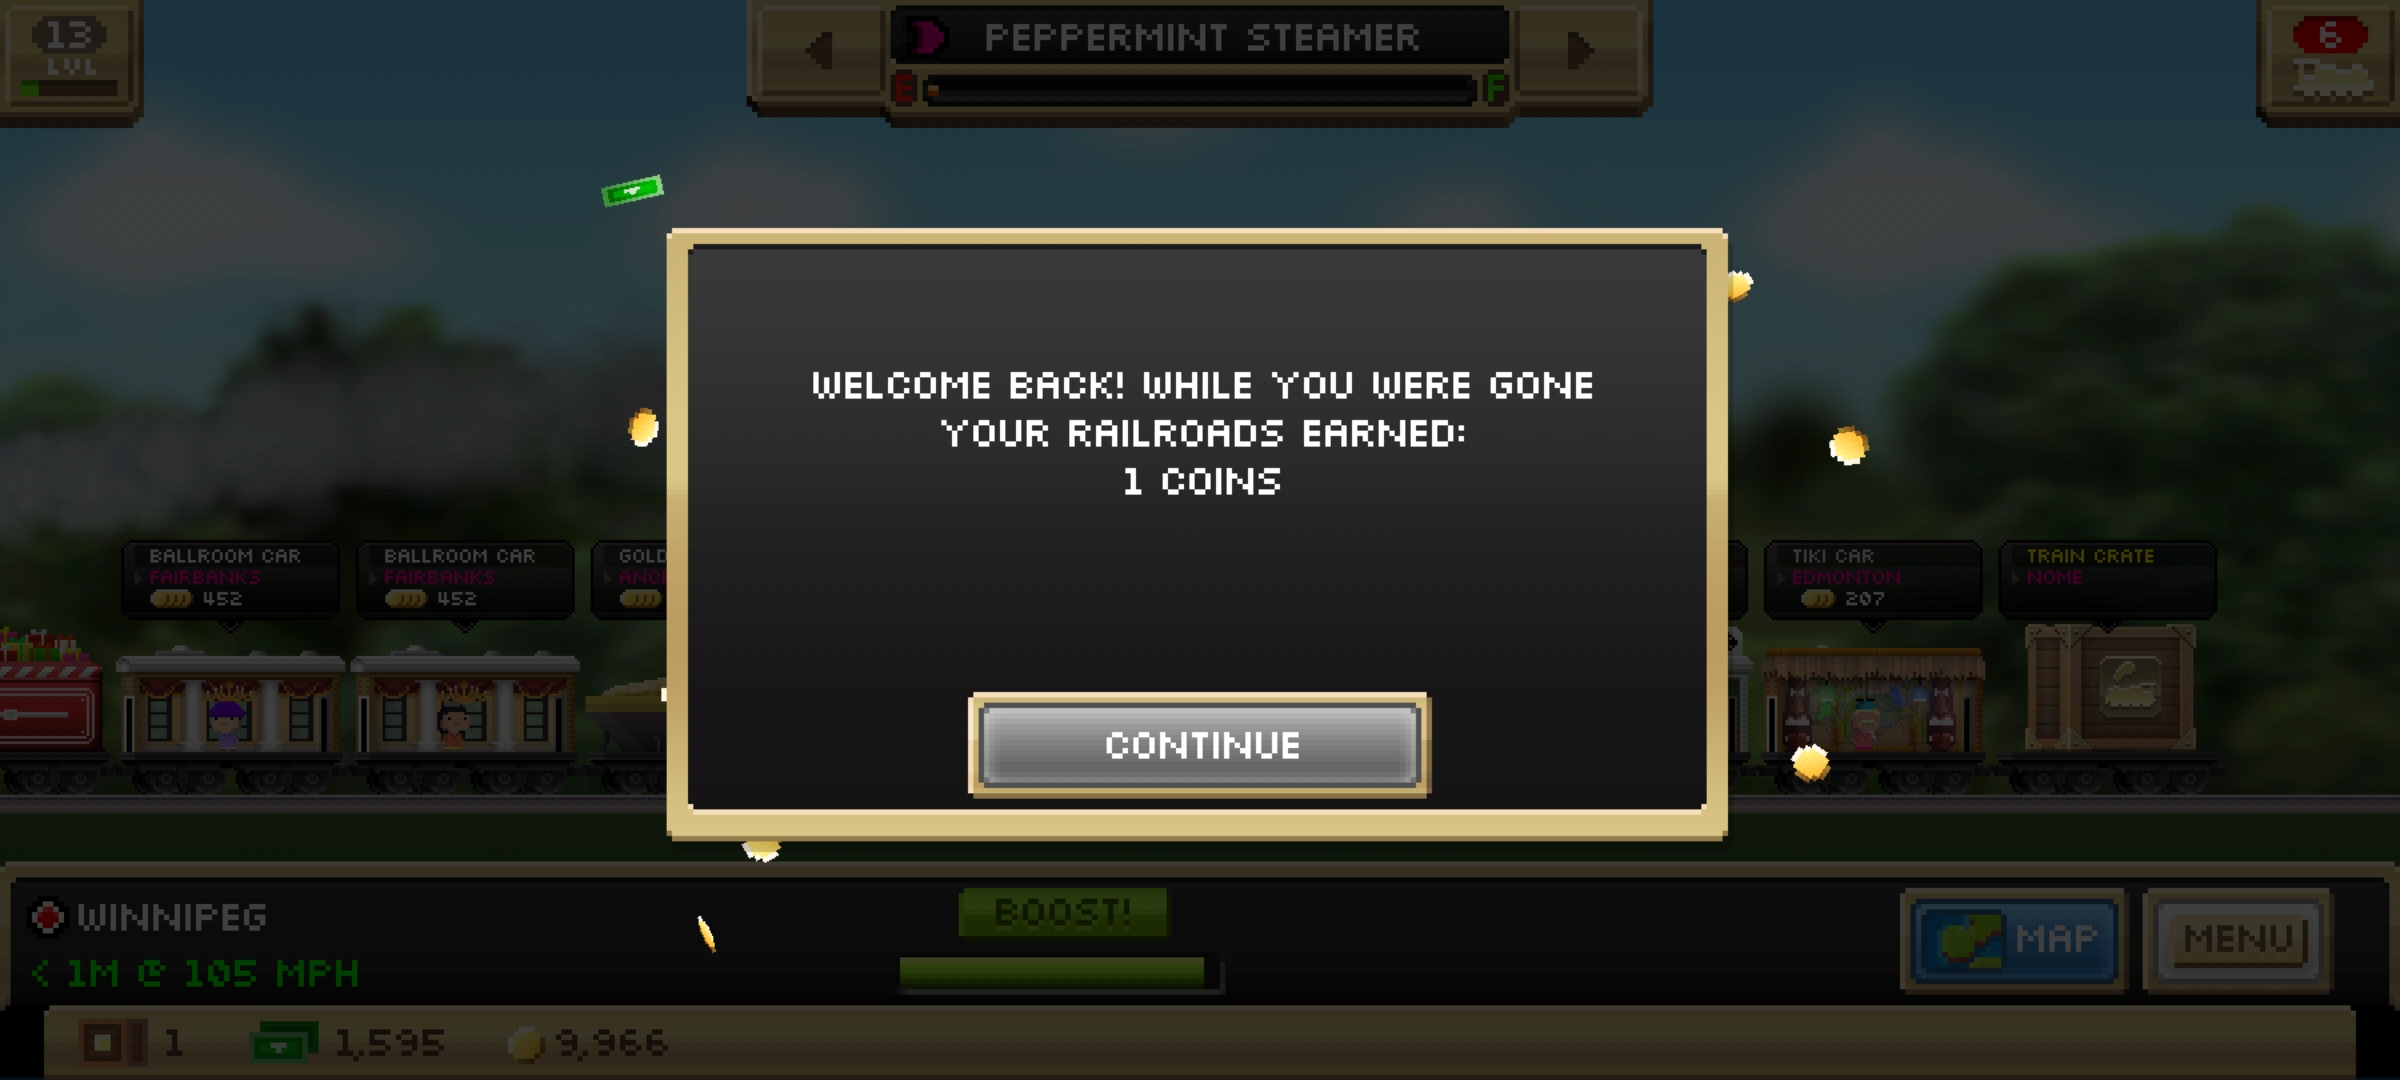 13
LVL
PEPPERMINT STEAMER
E F
6
WELCOME BACK! WHILE YOU WERE GONE
YOUR RAILROADS EARNED:
1 COINS
CONTINUE
BALLROOM CAR
FAIRBANKS
452
BALLROOM CAR
FAIRBANKS
452
GOLD
ANC
TIKI CAR
EDMONTON
207
TRAIN CRATE
NOME
WINNIPEG
< 1M @ 105 MPH
BOOST!
MAP
MENU
1
1,595
9,966